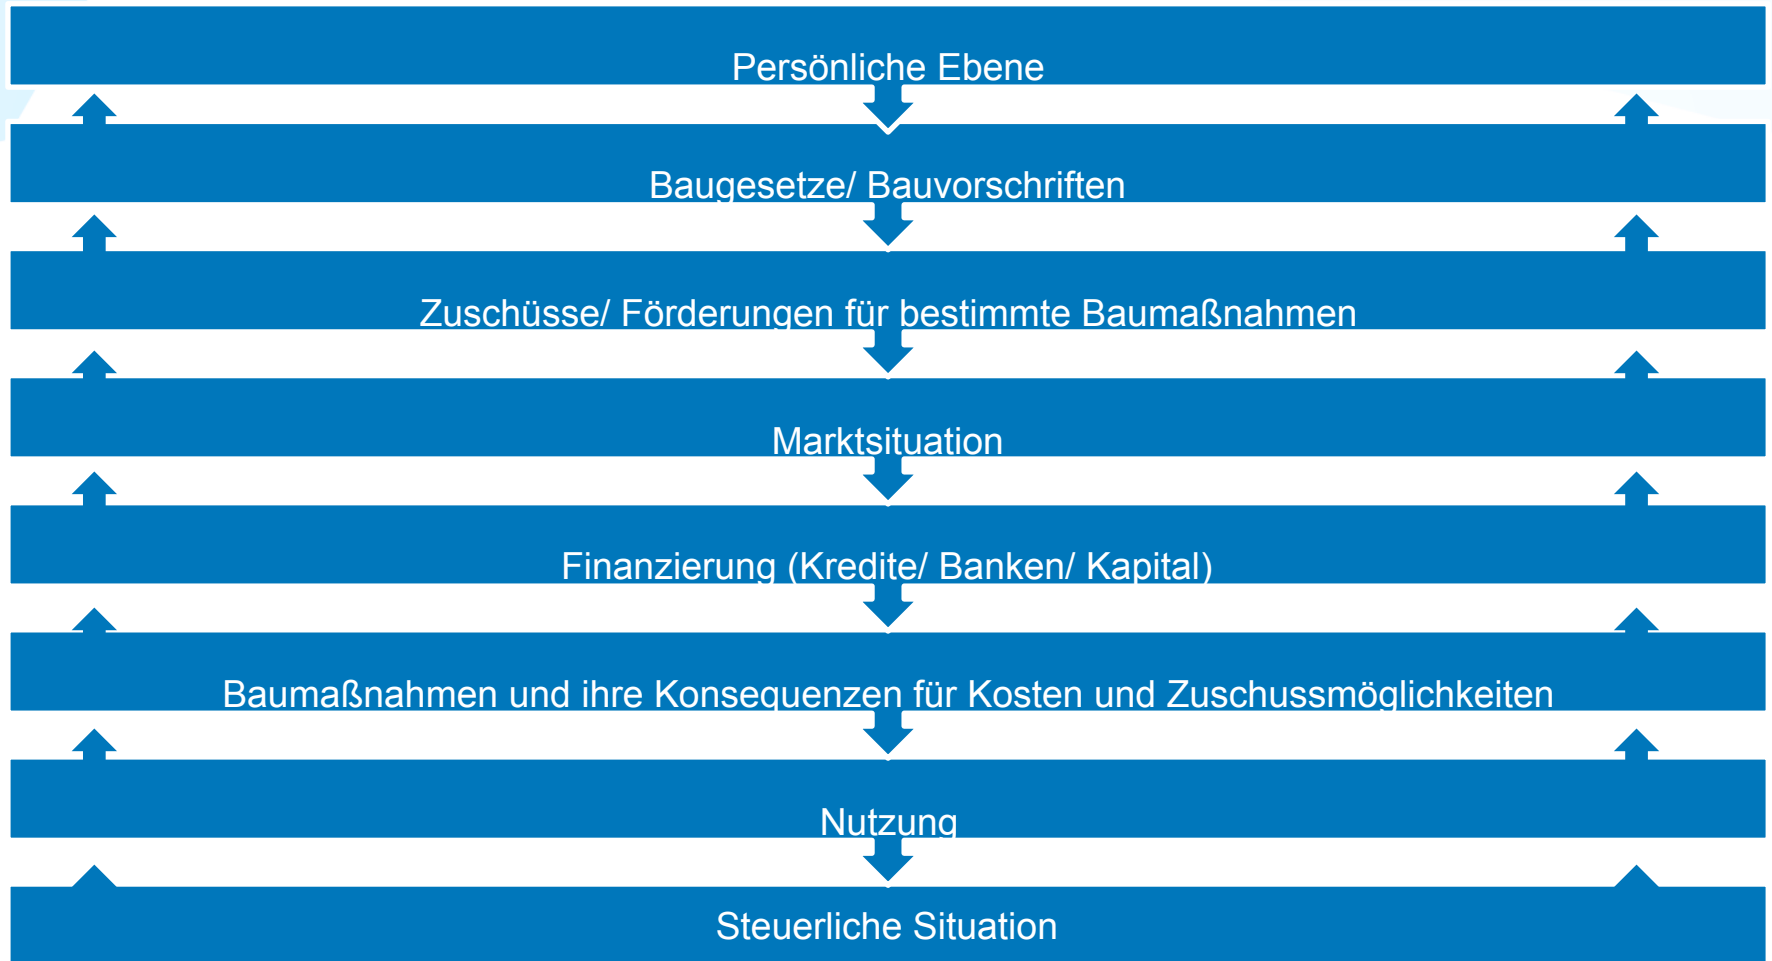 Persönliche Ebene
Baugesetze/ Bauvorschriften
Zuschüsse/ Förderungen für bestimmte Baumaßnahmen
Marktsituation
Finanzierung (Kredite/ Banken/ Kapital)
Baumaßnahmen und ihre Konsequenzen für Kosten und Zuschussmöglichkeiten
Nutzung
Steuerliche Situation